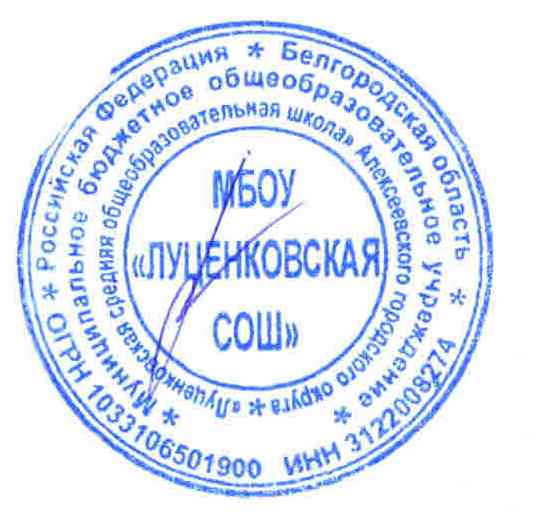 * Российская Федерация * Белгородская область *
ОГРН 1033106501900 ИНН 3122008274
* Муниципальное бюджетное общеобразовательное учреждение *
«Луценковская средняя общеобразовательная школа» Алексеевского городского округа *
МБОУ
«ЛУЦЕНКОВСКАЯ
СОШ»